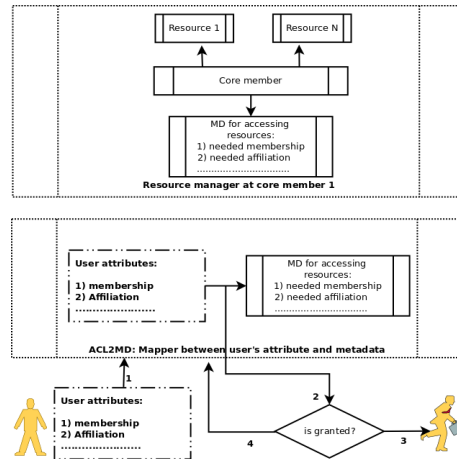 Resource 1
Resource N
Core member
MD for accessing
resources:
1) needed membership
2) needed affiliation
..............................
Resource manager at core member 1
User attributes:
1) membership
2) Affiliation
........................
MD for accessing
resources:
1) needed membership
2) needed affiliation
..............................
ACL2MD: Mapper between user's attribute and metadata
1
User attributes:
1) membership
2) Affiliation
........................
2
is granted?
4
3